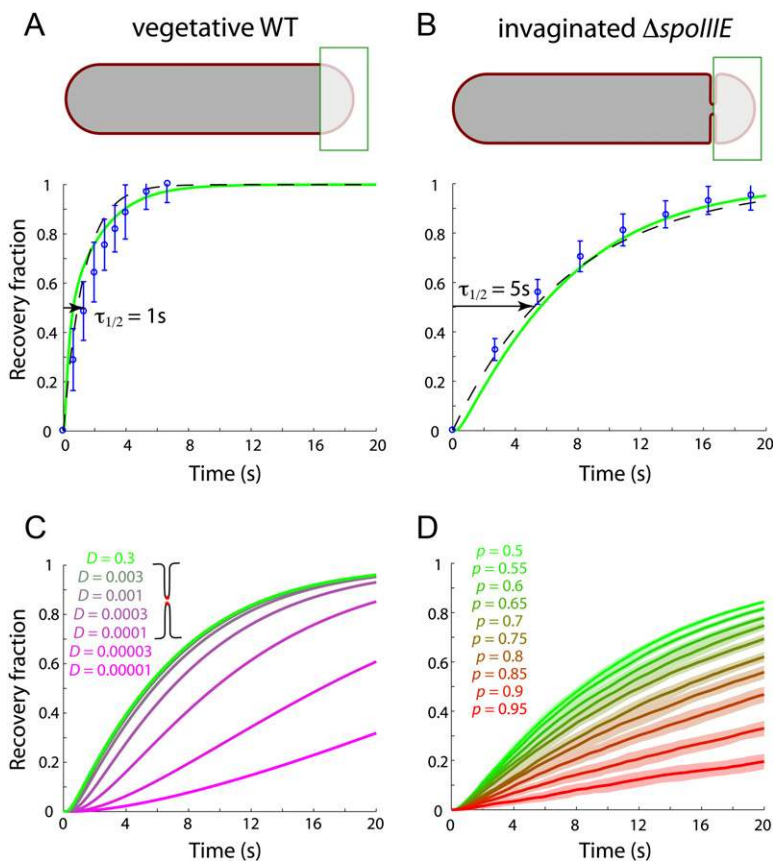 A
vegetative WT
B
invaginated ΔspoIIIE
Recovery fraction
1
0.8
0.6
0.4
0.2
0
τ1/2 = 1s
0 4 8 12 16 20
Time (s)
1
0.8
0.6
0.4
0.2
0
τ1/2 = 5s
0 4 8 12 16 20
Time (s)
C
Recovery fraction
1
0.8
0.6
0.4
0.2
0
D = 0.3
D = 0.003
D = 0.001
D = 0.0003
D = 0.0001
D = 0.00003
D = 0.00001
0 4 8 12 16 20
Time (s)
D
1
0.8
0.6
0.4
0.2
0
p = 0.5
p = 0.55
p = 0.6
p = 0.65
p = 0.7
p = 0.75
p = 0.8
p = 0.85
p = 0.9
p = 0.95
0 4 8 12 16 20
Time (s)